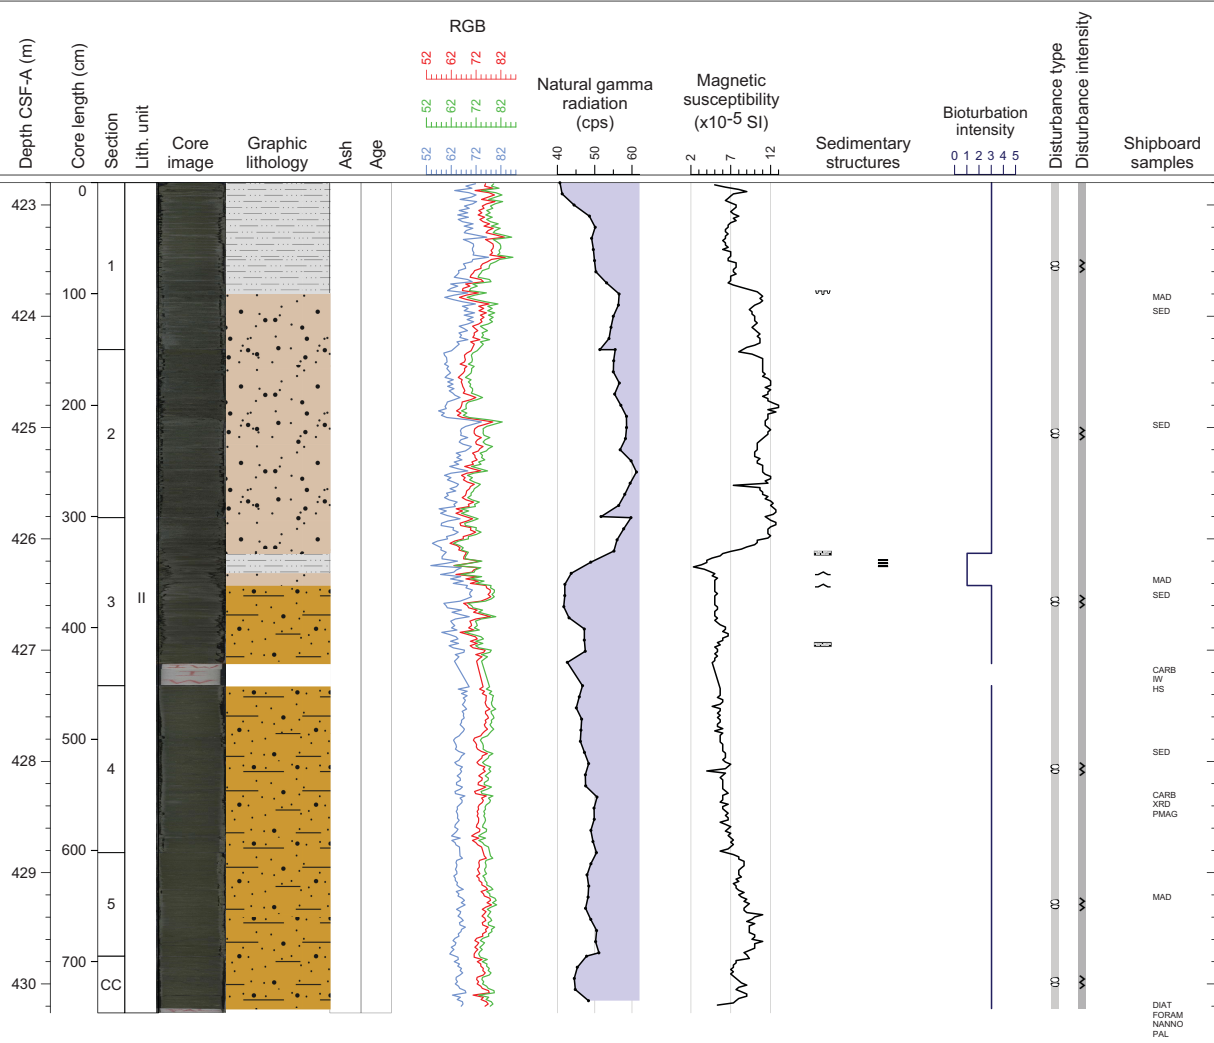 Depth CSF-A (m)
Core length (cm)
Section
Lith. unit
Core
image
Graphic
lithology
Ash
Age
RGB
52 62 72 82
52 62 72 82
52 62 72 82
Natural gamma
radiation
(cps)
40 50 60
Magnetic
susceptibility
(x10-5 SI)
2 7 12
Sedimentary
structures
Bioturbation
intensity
0 1 2 3 4 5
Disturbance type
Disturbance intensity
Shipboard
samples
423
424
425
426
427
428
429
430
0
100
200
300
400
500
600
700
1
2
3
4
5
CC
II
MAD
SED
SED
MAD
SED
CARB
IW
HS
SED
CARB
XRD
PMAG
MAD
DIAT
FORAM
NANNO
PAL